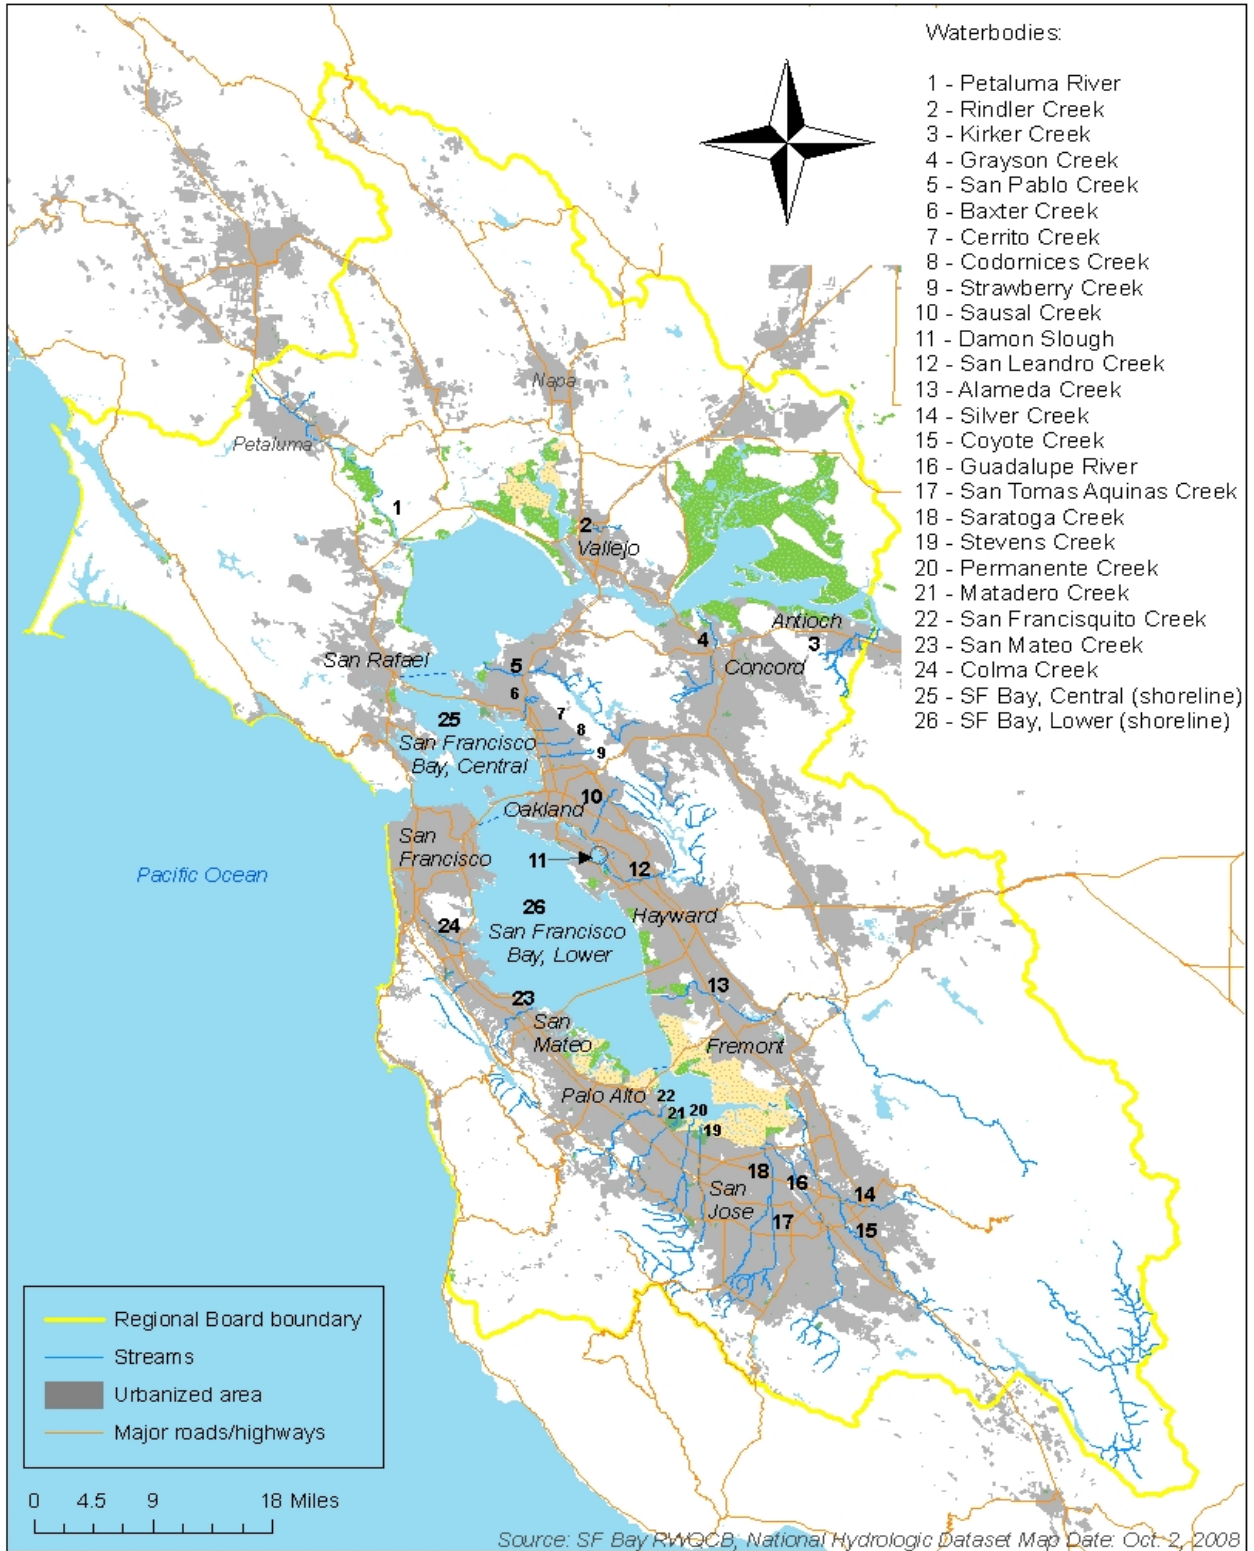 Waterbodies:
1 - Petaluma River
2 - Rindler Creek
3 - Kirker Creek
4 - Grayson Creek
5 - San Pablo Creek
6 - Baxter Creek
7 - Cerrito Creek
8 - Codornices Creek
9 - Strawberry Creek
10 - Sausal Creek
11 - Damon Slough
12 - San Leandro Creek
13 - Alameda Creek
14 - Silver Creek
15 - Coyote Creek
16 - Guadalupe River
17 - San Tomas Aquinas Creek
18 - Saratoga Creek
19 - Stevens Creek
20 - Permanente Creek
21 - Matadero Creek
22 - San Francisquito Creek
23 - San Mateo Creek
24 - Colma Creek
25 - SF Bay, Central (shoreline)
26 - SF Bay, Lower (shoreline)
Napa
Petaluma
1
2
Vallejo
Antioch
3
4
Concord
San Rafael
5
6
7
8
9
25
San Francisco
Bay, Central
10
Oakland
San
Francisco
11
12
Pacific Ocean
26
San Francisco
Bay, Lower
Hayward
24
13
23
San
Mateo
Fremont
Palo Alto
22
21
20
19
18
16
San
Jose
14
17
15
Regional Board boundary
Streams
Urbanized area
Major roads/highways
0 4.5 9 18 Miles
Source: SF Bay RWQCB; National Hydrologic Dataset Map Date: Oct. 2, 2008